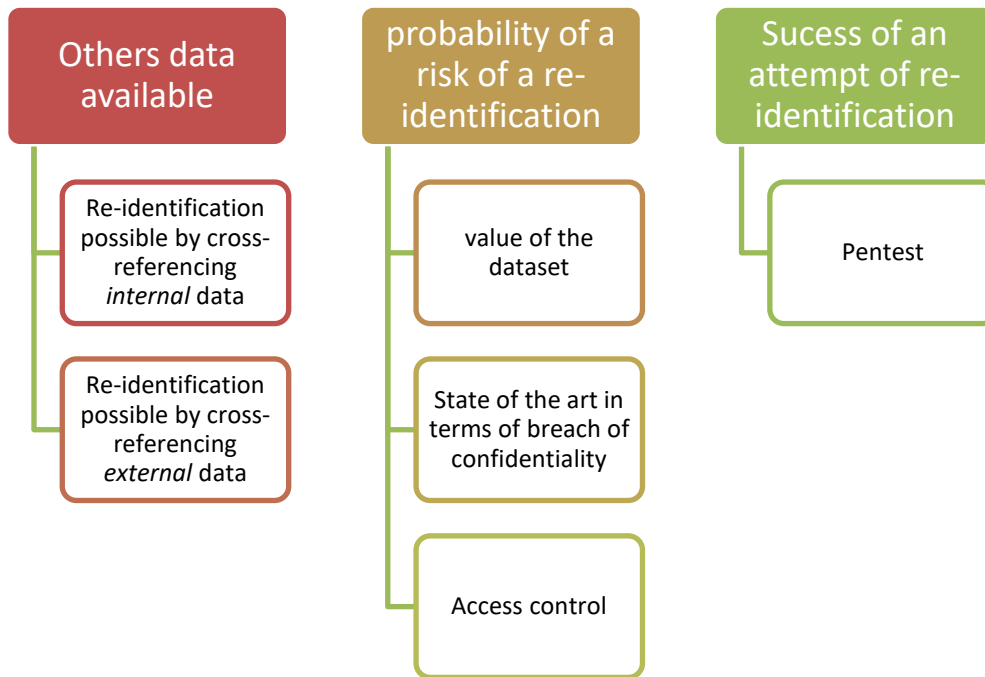 Others data
available
Re-identification
possible by cross-
referencing
internal data
Re-identification
possible by cross-
referencing
external data
probability of a
risk of a re-
identification
value of the
dataset
State of the art in
terms of breach of
confidentiality
Access control
Sucess of an
attempt of re-
identification
Pentest